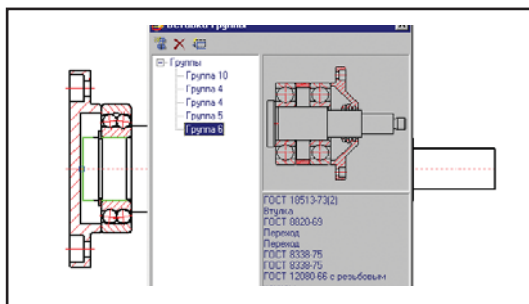 Вставка группы
Группы
Группа 10
Группа 4
Группа 4
Группа 5
Группа 6
ГОСТ 18513-73(2)
Втулка
ГОСТ 8820-69
Переход
Переход
ГОСТ 8338-75
ГОСТ 8338-75
ГОСТ 12080-66 с резьбовым